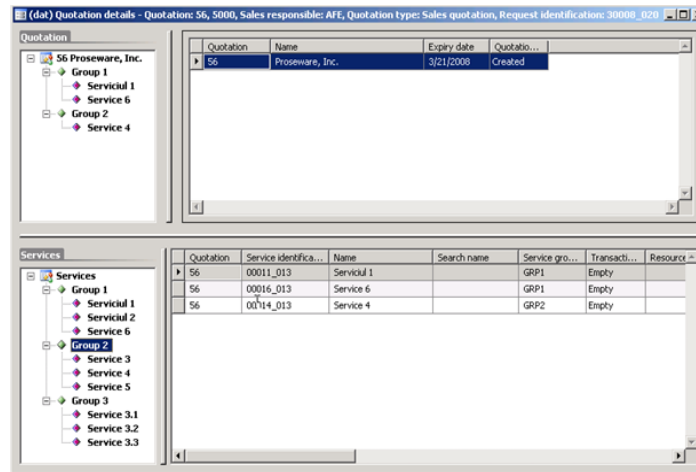 (dat) Quotation details - Quotation: 56, 5000, Sales responsible: AFE, Quotation type: Sales quotation, Request identification: 30008_020
Quotation
56 Proseware, Inc.
Group 1
Serviciul 1
Service 6
Group 2
Service 4
Quotation Name Expiry date Quotatio...
56 Proseware, Inc. 3/21/2008 Created
Services
Services
Group 1
Serviciul 1
Serviciul 2
Service 6
Group 2
Service 3
Service 4
Service 5
Group 3
Service 3.1
Service 3.2
Service 3.3
Quotation Service identifica... Name Search name Service gro... Transacti... Resource
56 00011_013 Serviciul 1 GRP1 Empty
56 00016_013 Service 6 GRP1 Empty
56 00014_013 Service 4 GRP2 Empty